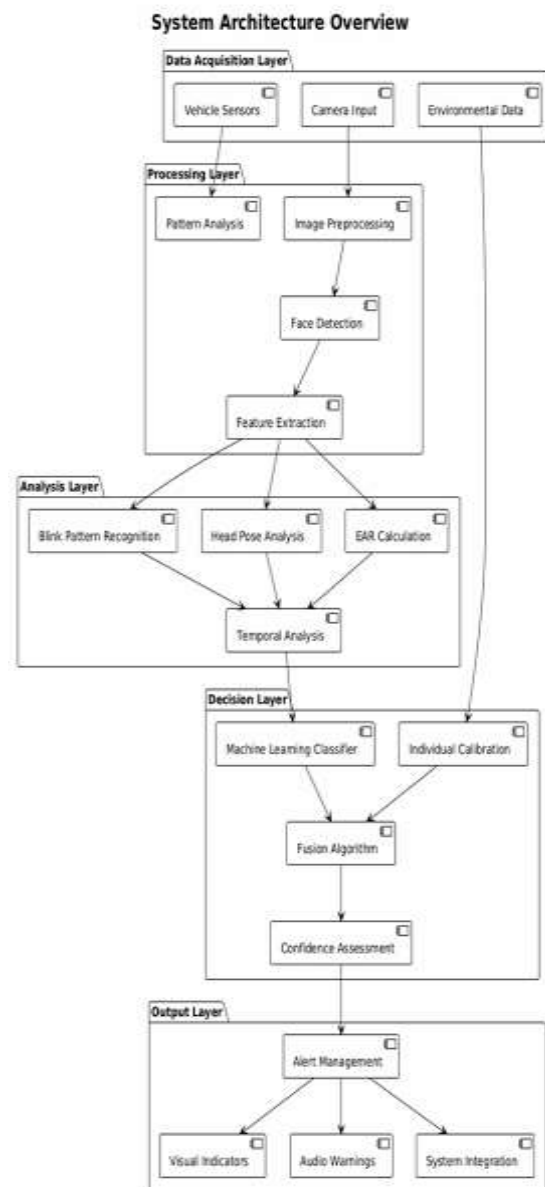 System Architecture Overview
Data Acquisition Layer
Vehicle Sensors
Camera Input
Environmental Data
Processing Layer
Pattern Analysis
Image Preprocessing
Face Detection
Feature Extraction
Analysis Layer
Blink Pattern Recognition
Head Pose Analysis
EAR Calculation
Temporal Analysis
Decision Layer
Machine Learning Classifier
Individual Calibration
Fusion Algorithm
Confidence Assessment
Output Layer
Alert Management
Visual Indicators
Audio Warnings
System Integration